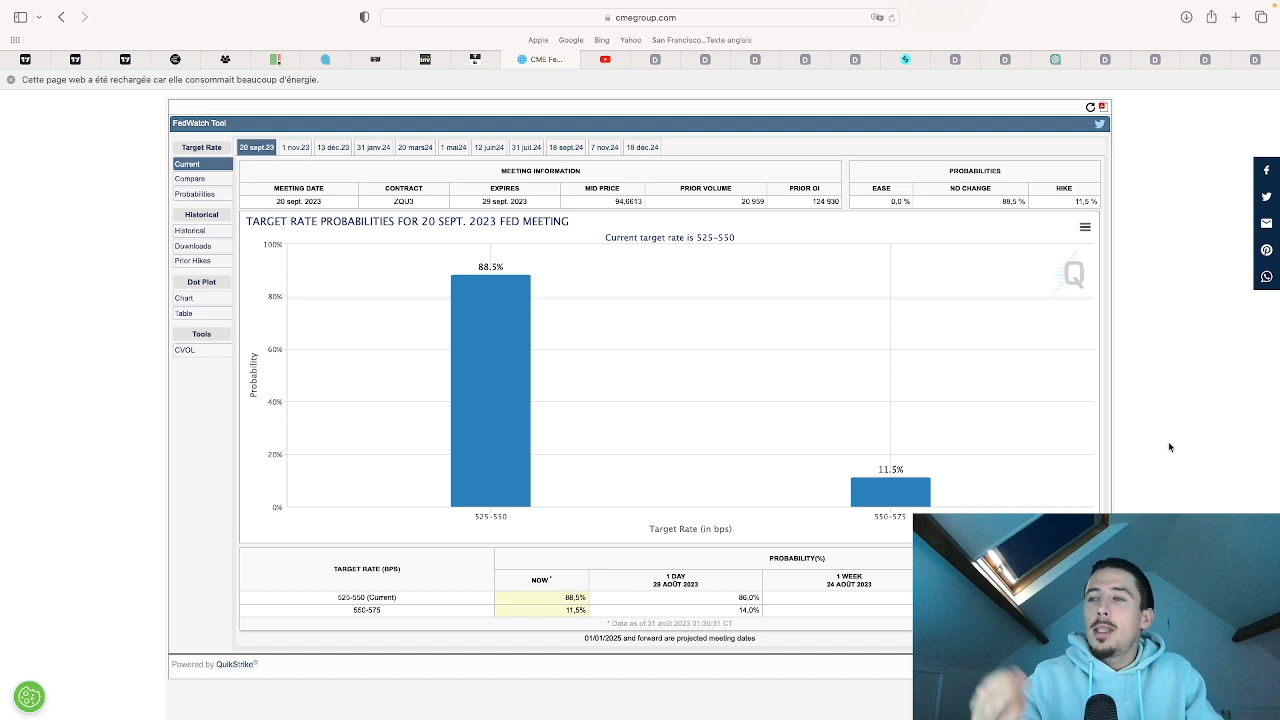 cmegroup.com
Apple Google Bing Yahoo San Francisco...Texte anglais
CME Fe...
Cette page web a été rechargée car elle consommait beaucoup d'énergie.
FedWatch Tool
Target Rate
Current
Compare
Probabilities
Historical
Historical
Downloads
Prior Hikes
Dot Plot
Chart
Table
Tools
CVOL
20 sept.23 1 nov.23 13 déc.23 31 janv.24 20 mars24 1 mai24 12 juin24 31 juil.24 18 sept.24 7 nov.24 18 déc.24
MEETING INFORMATION
MEETING DATE CONTRACT EXPIRES MID PRICE PRIOR VOLUME PRIOR OI
20 sept. 2023 ZQU3 29 sept. 2023 94,6613 20 959 124 930
PROBABILITIES
EASE NO CHANGE HIKE
0,0 % 88,5 % 11,5 %
TARGET RATE PROBABILITIES FOR 20 SEPT. 2023 FED MEETING
Current target rate is 525-550
Q
100%
80%
60%
40%
20%
0%
Probability
88.5%
11.5%
525-550
550-575
Target Rate (in bps)
TARGET RATE (BPS) PROBABILITY(%)
NOW * 1 DAY 1 WEEK
29 AOÛT 2023 24 AOÛT 2023
525-550 (Current) 88,5% 86,0%
550-575 11,5% 14,0%
* Data as of 31 août 2023 01:35:31 CT
01/01/2025 and forward are projected meeting dates
Powered by QuikStrike®